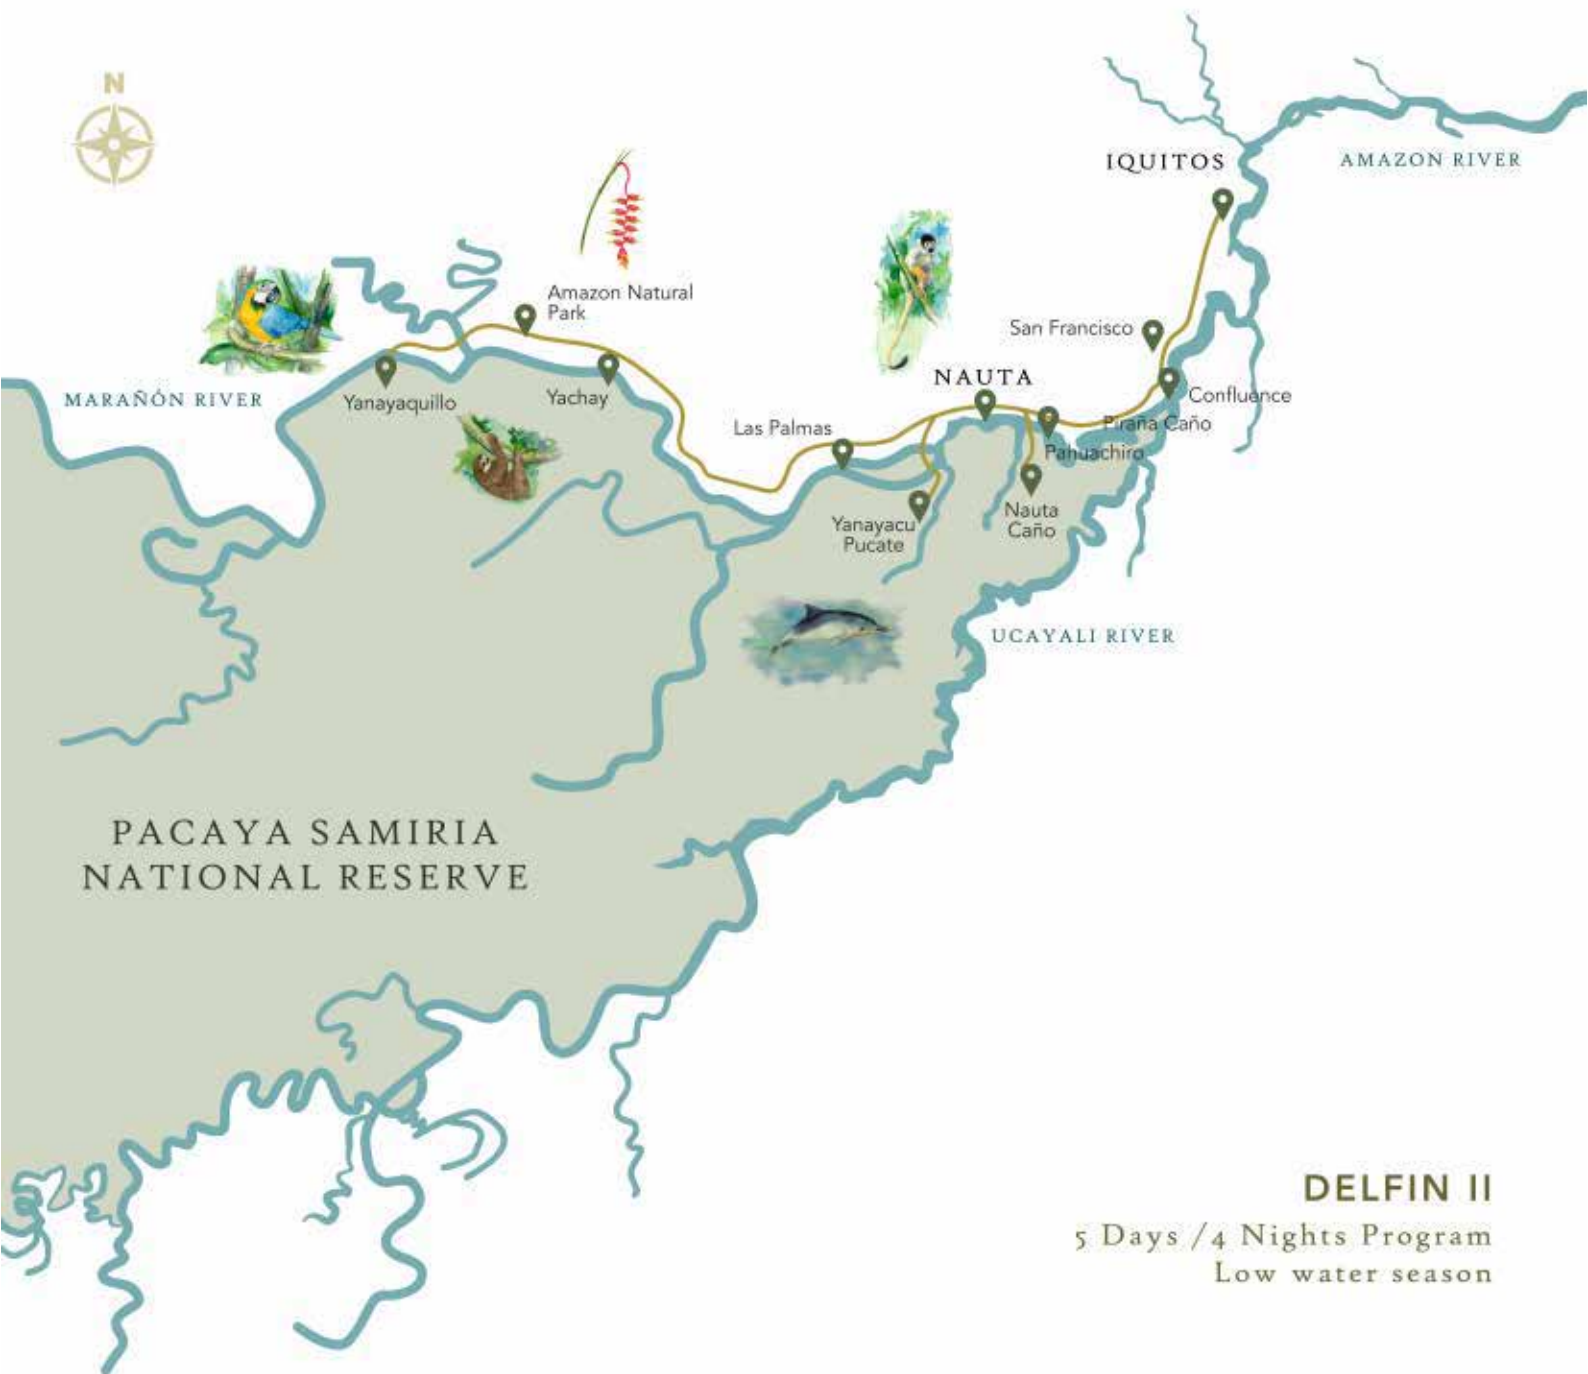 N
IQUITOS
AMAZON RIVER
Amazon Natural
Park
San Francisco
NAUTA
MARAÑÓN RIVER
Yanayaquillo
Yachay
Confluence
Las Palmas
Piraña Caño
Pahuachiro
Yanayacu
Pucate
Nauta
Caño
UCAYALI RIVER
PACAYA SAMIRIA
NATIONAL RESERVE
DELFIN II
5 Days /4 Nights Program
Low water season